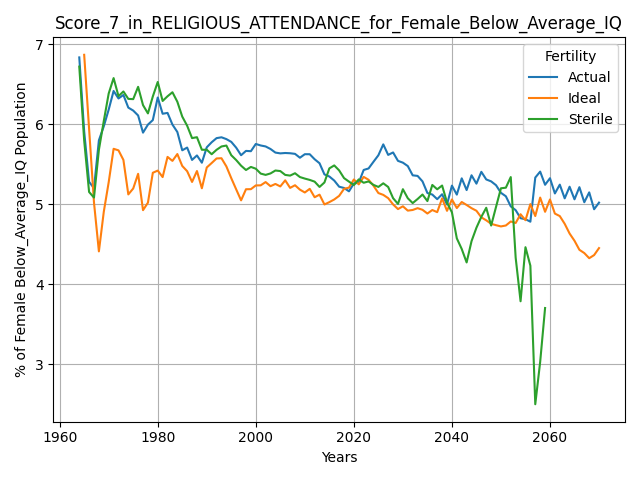 Score_7_in_RELIGIOUS_ATTENDANCE_for_Female_Below_Average_IQ
% of Female Below_Average_IQ Population
7
6
5
4
3
Fertility
Actual
Ideal
Sterile
1960 1980 2000 2020 2040 2060
Years